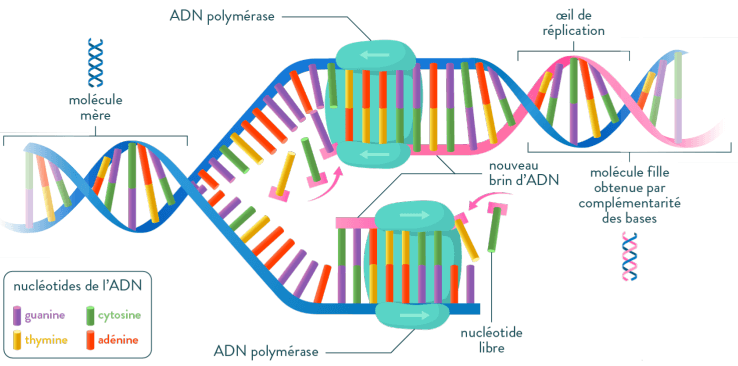 ADN polymérase
œil de
réplication
molécule
mère
nouveau
brin d'ADN
molécule fille
obtenue par
complémentarité
des bases
nucléotides de l'ADN
guanine
cytosine
thymine
adénine
nucléotide
libre
ADN polymérase